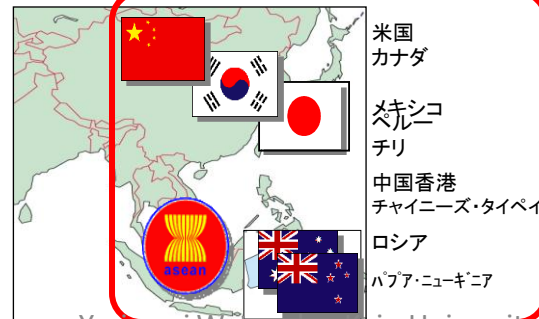 米国
カナダ
メキシコ
ペルー
チリ
中国香港
チャイニーズ・タイペイ
ロシア
パプア・ニューギニア
asean